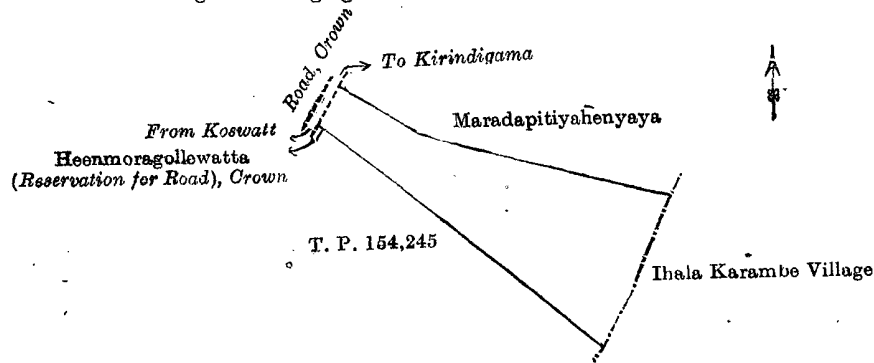 Road, Crown
To Kirindigama
From Koswatt
Maradapitiyahenyaya
Heenmoragollewatta
(Reservation for Road), Crown
T. P. 154,245
Ihala Karambe Village